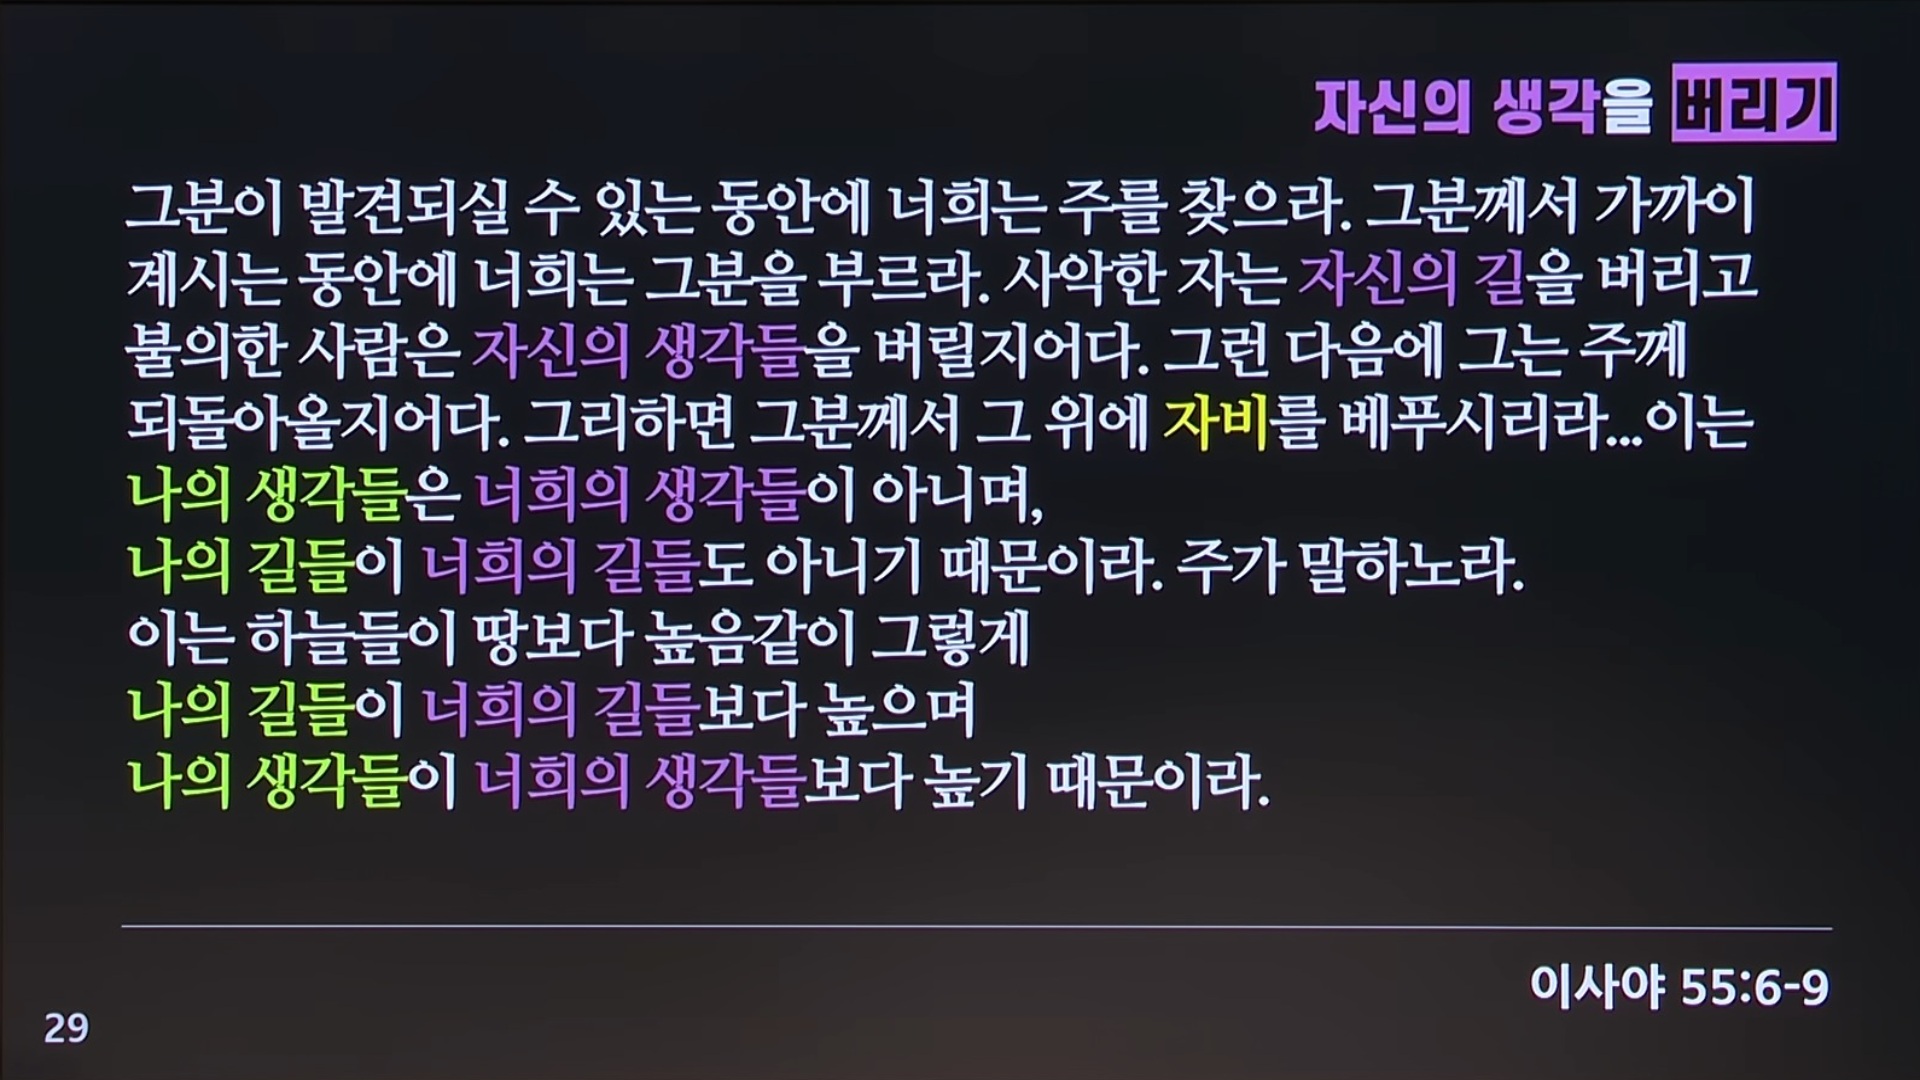 자신의 생각을 버리기
그분이 발견되실 수 있는 동안에 너희는 주를 찾으라. 그분께서 가까이
계시는 동안에 너희는 그분을 부르라. 사악한 자는 자신의 길을 버리고
불의한 사람은 자신의 생각들을 버릴지어다. 그런 다음에 그는 주께
되돌아올지어다. 그리하면 그분께서 그 위에 자비를 베푸시리라...이는
나의 생각들은 너희의 생각들이 아니며,
나의 길들이 너희의 길들도 아니기 때문이라. 주가 말하노라.
이는 하늘들이 땅보다 높음같이 그렇게
나의 길들이 너희의 길들보다 높으며
나의 생각들이 너희의 생각들보다 높기 때문이라.
이사야 55:6-9
29